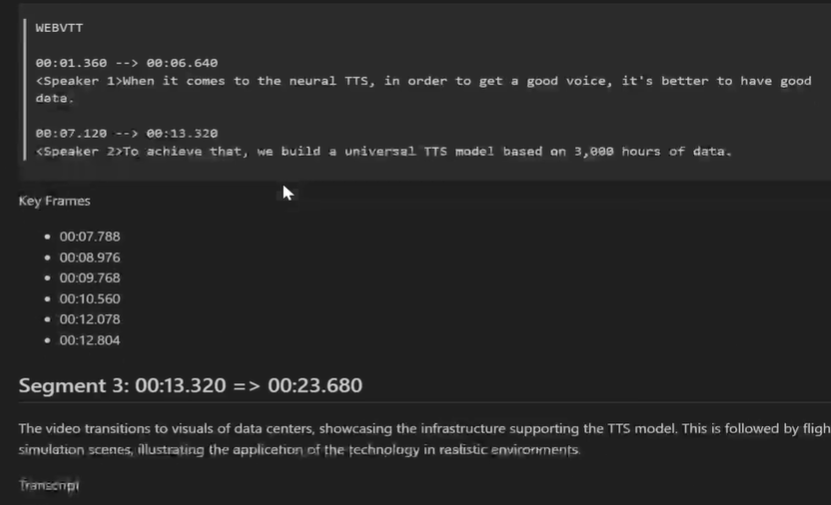 WEBVTT
00:01.360 --> 00:06.640
<Speaker 1>When it comes to the neural TTS, in order to get a good voice, it's better to have good
data.
00:07.120 --> 00:13.320
<Speaker 2>To achieve that, we build a universal TTS model based on 3,000 hours of data.
Key Frames
• 00:07.788
• 00:08.976
• 00:09.768
• 00:10.560
• 00:12.078
• 00:12.804
Segment 3: 00:13.320 => 00:23.680
The video transitions to visuals of data centers, showcasing the infrastructure supporting the TTS model. This is followed by fligh
simulation scenes, illustrating the application of the technology in realistic environments.
Transcript